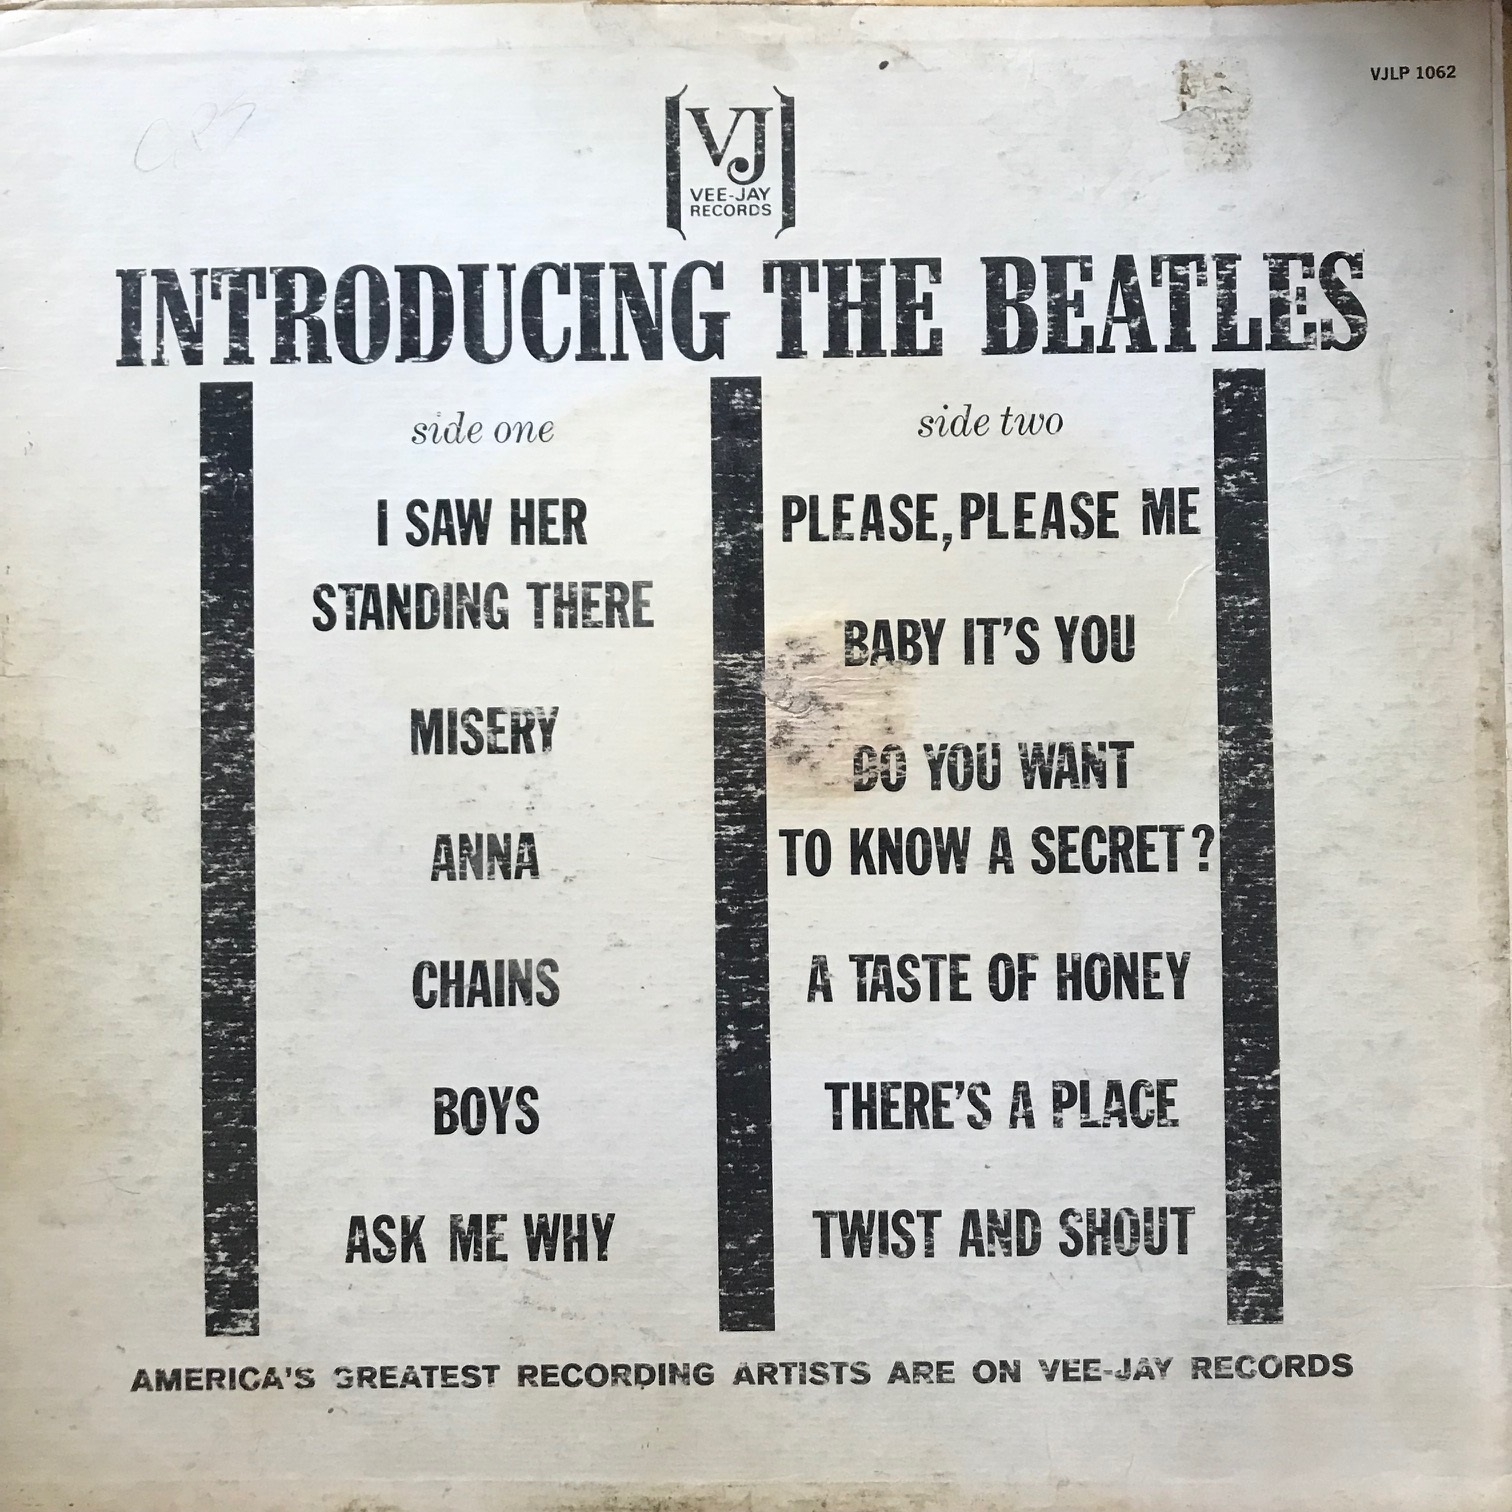 VJLP 1062
VJ
VEE-JAY
RECORDS
INTRODUCING THE BEATLES
side one
I SAW HER
STANDING THERE
MISERY
ANNA
CHAINS
BOYS
ASK ME WHY
side two
PLEASE, PLEASE ME
BABY IT'S YOU
DO YOU WANT
TO KNOW A SECRET?
A TASTE OF HONEY
THERE'S A PLACE
TWIST AND SHOUT
AMERICA'S GREATEST RECORDING ARTISTS ARE ON VEE-JAY RECORDS